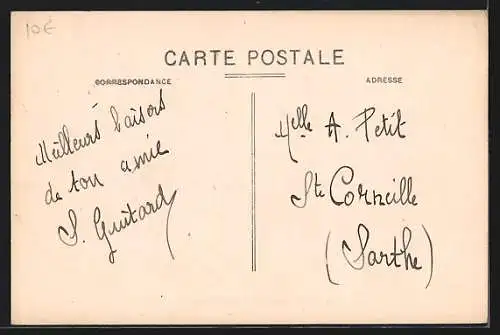 10€
CARTE POSTALE
CORRESPONDANCE
ADRESSE
Meilleurs baisers
de ton amie
S. Guitard
Melle A. Petit
Ste Corneille
(Sarthe)